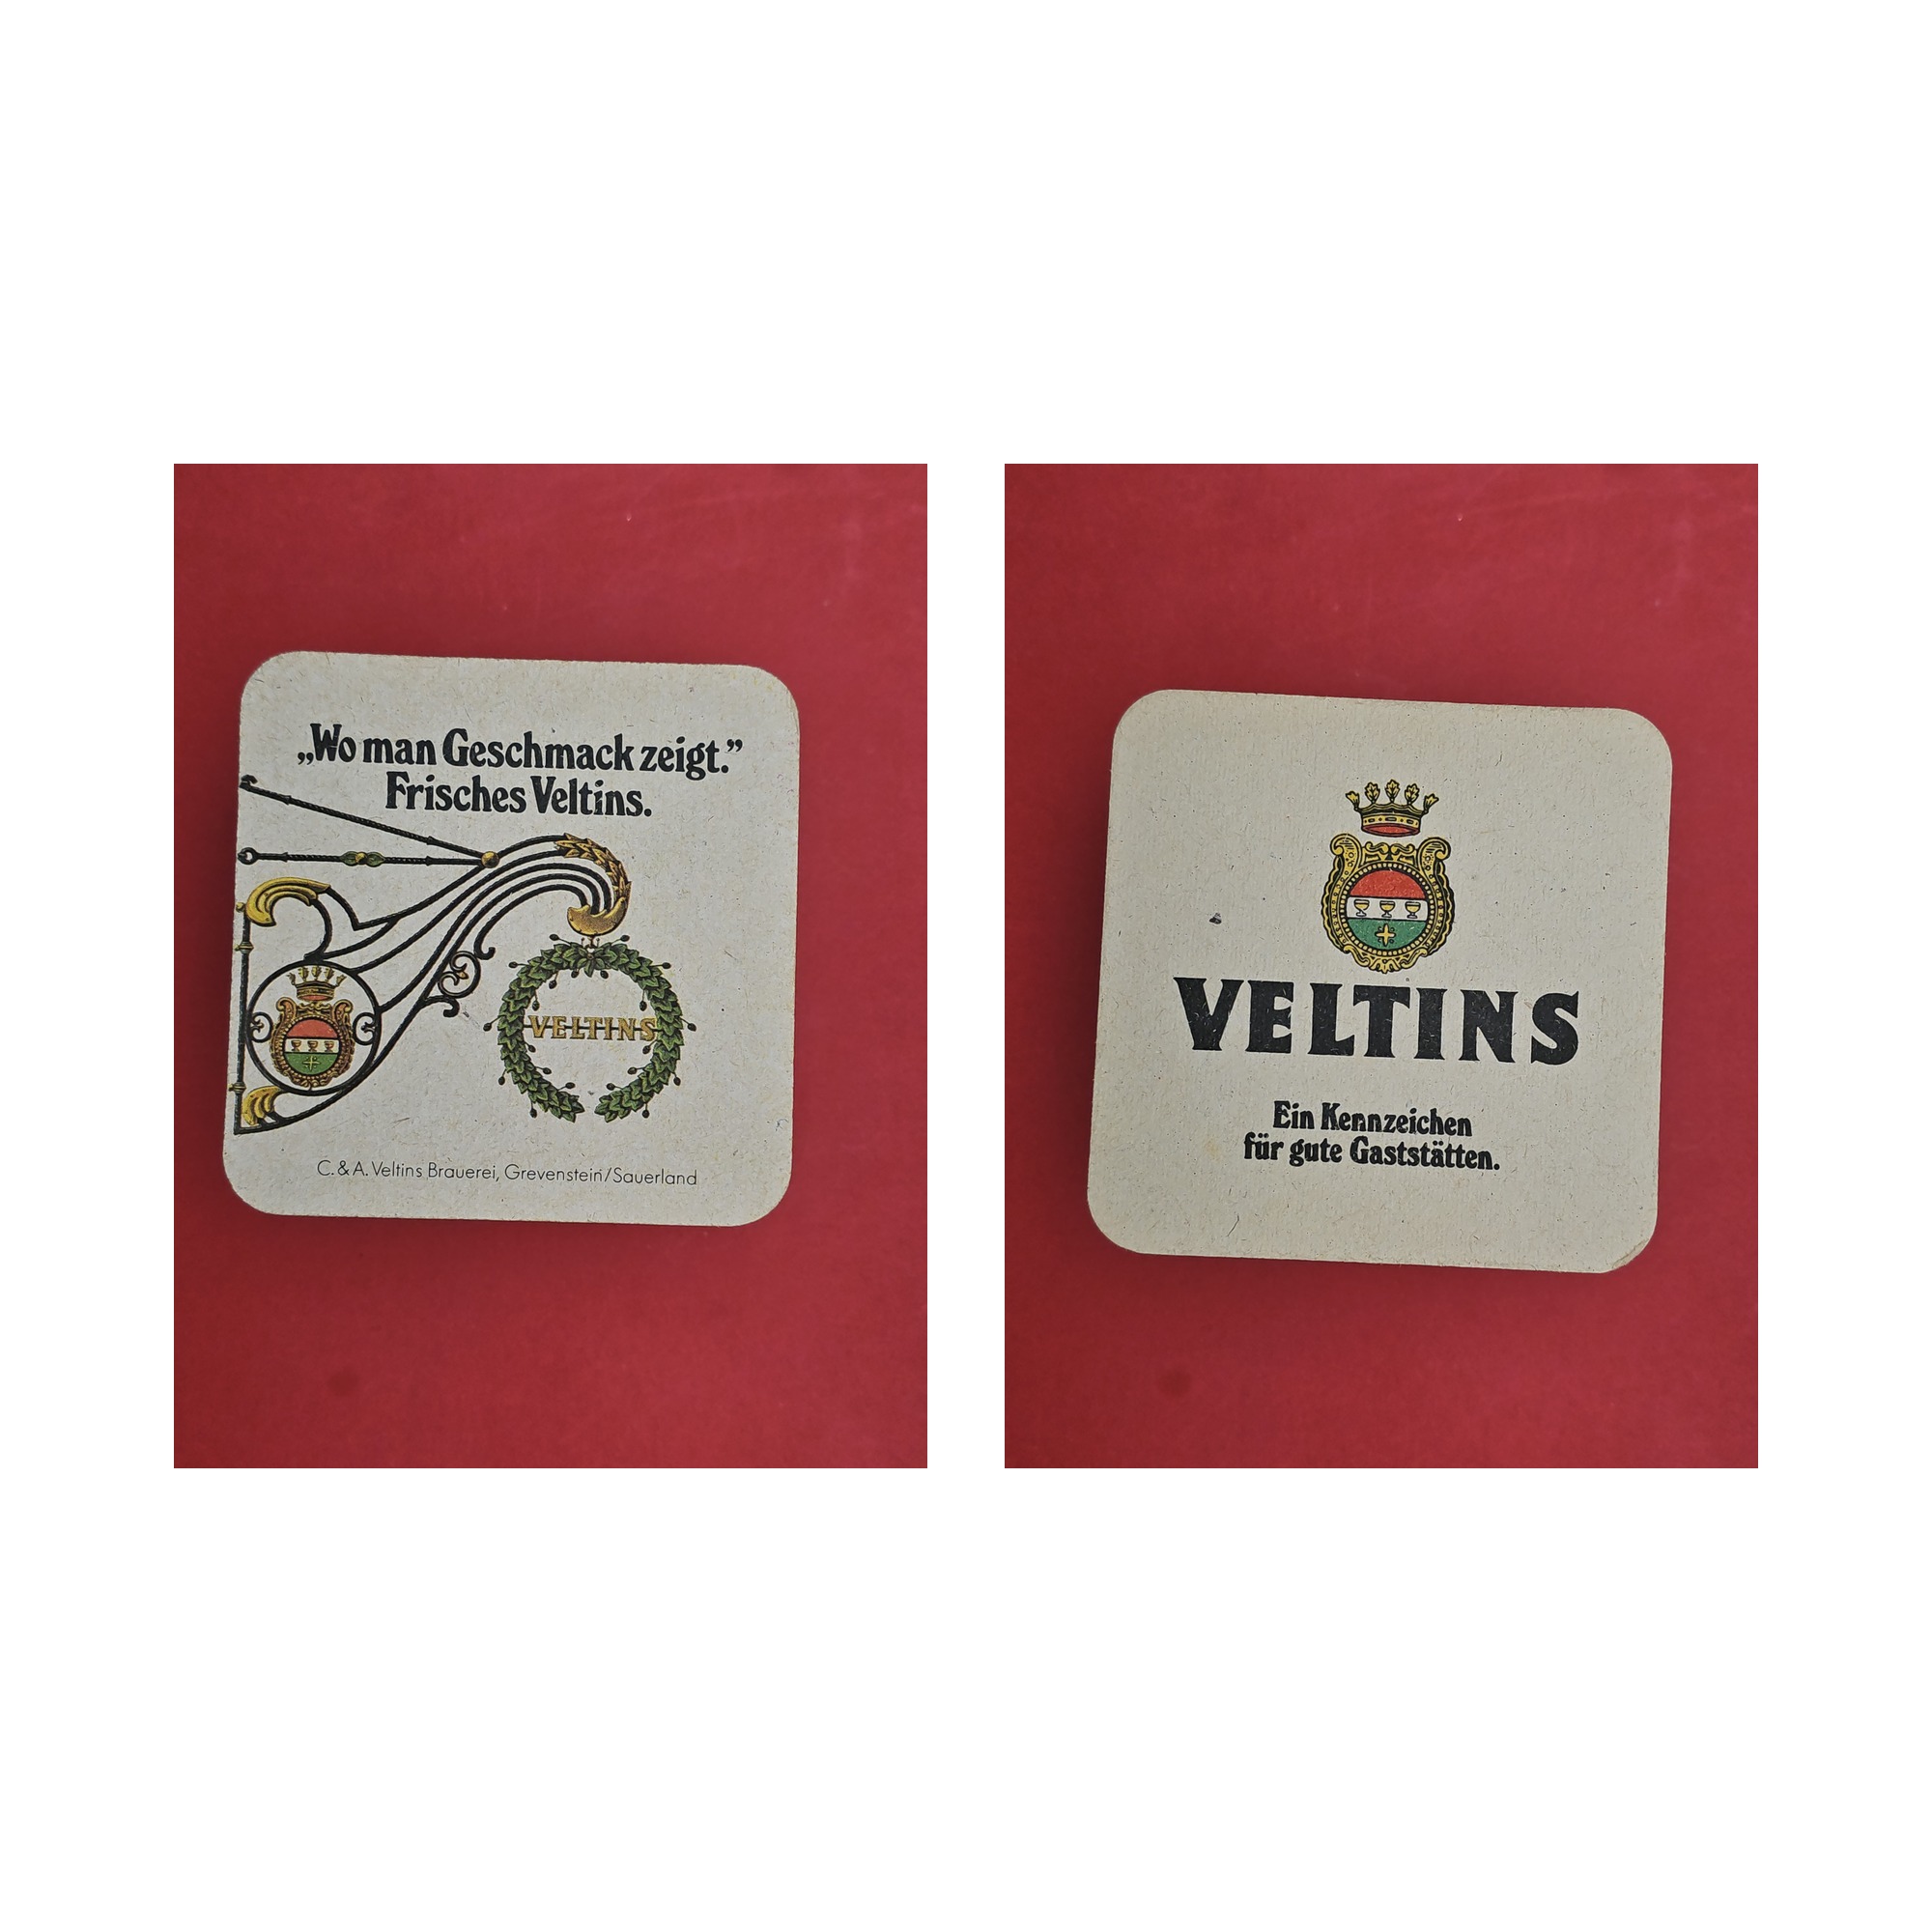 „Wo man Geschmack zeigt.”
Frisches Veltins.
VELTINS
C. & A. Veltins Brauerei, Grevenstein/Sauerland
VELTINS
Ein Kennzeichen
für gute Gaststätten.